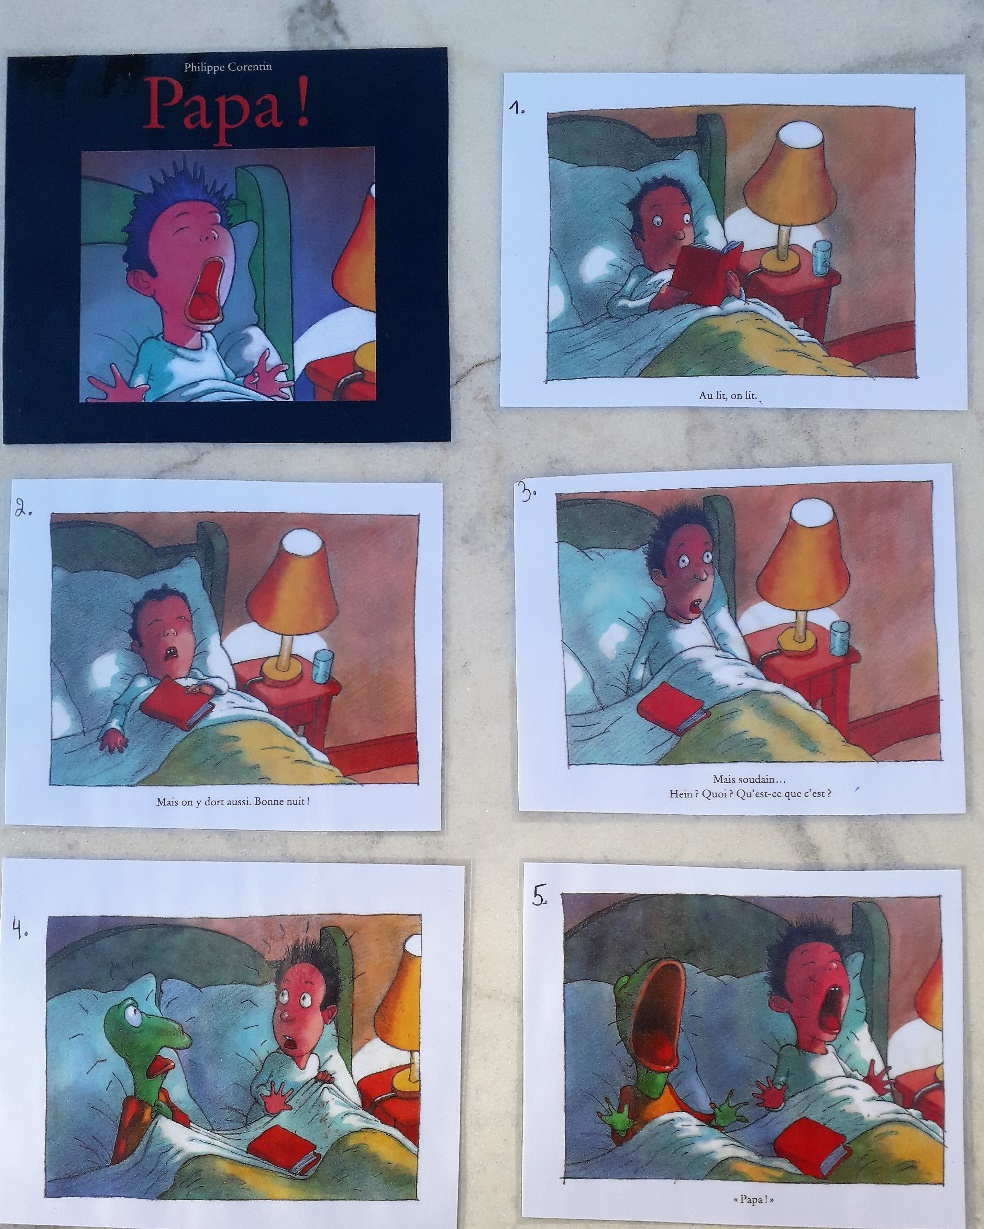 Philippe Corentin
Papa !
1.
Au lit, on lit.
2.
Mais on y dort aussi. Bonne nuit !
3.
Mais soudain...
Hein ? Quoi ? Qu'est-ce que c'est ?
4.
5.
« Papa ! »